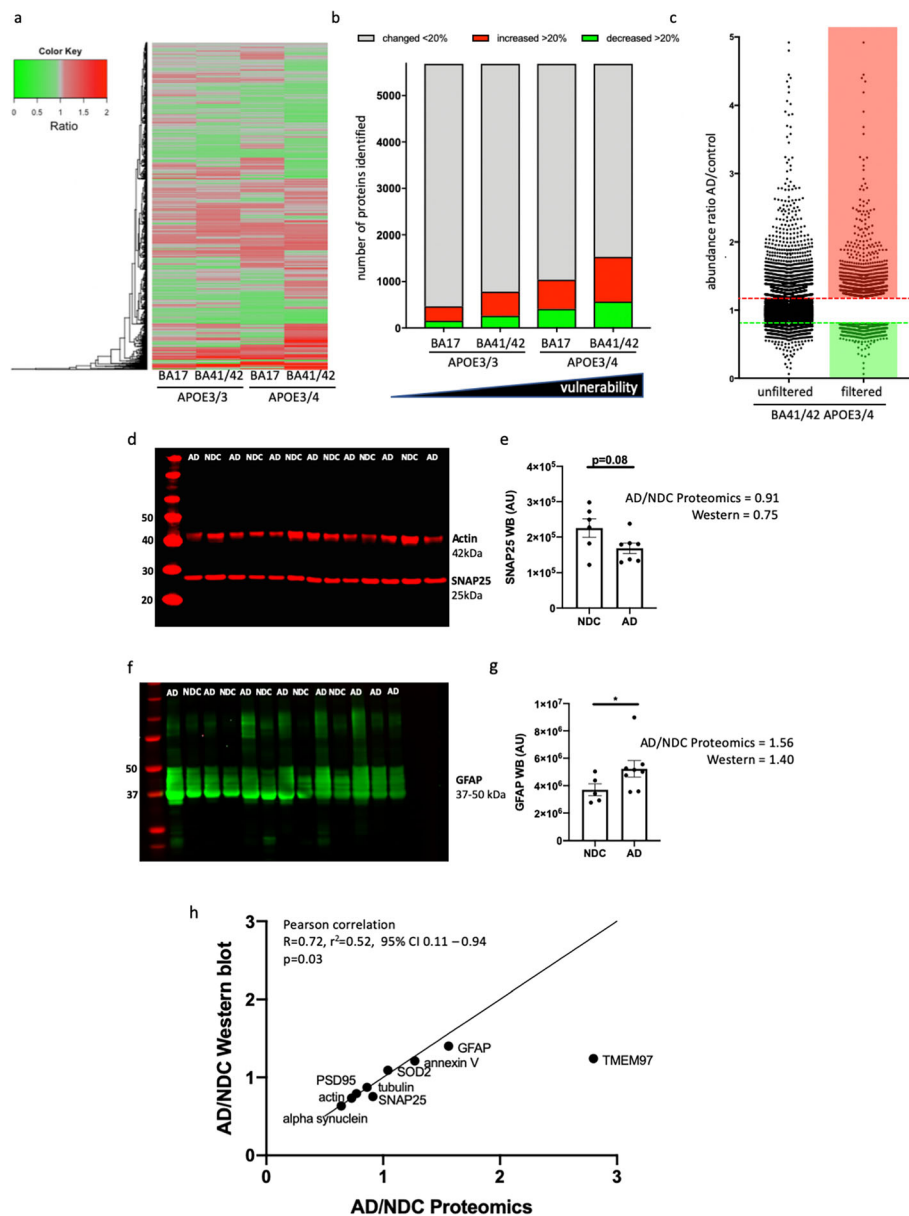 a
Color Key
0 0.5 1 1.5 2
Ratio
BA17 BA41/42 BA17 BA41/42
APOE3/3 APOE3/4
b
changed <20% increased >20% decreased >20%
number of proteins identified
5000
4000
3000
2000
1000
0
BA17 BA41/42 BA17 BA41/42
APOE3/3 APOE3/4
vulnerability
c
abundance ratio AD/control
5
4
3
2
1
0
unfiltered filtered
BA41/42 APOE3/4
d
AD NDC AD NDC AD NDC AD NDC AD NDC AD NDC AD
50
40
30
20
Actin
42kDa
SNAP25
25kDa
e
p=0.08
SNAP25 WB (AU)
4×10⁵
3×10⁵
2×10⁵
1×10⁵
0
NDC AD
AD/NDC Proteomics = 0.91
Western = 0.75
f
AD NDC AD NDC AD NDC AD NDC AD NDC AD AD AD
50
37
GFAP
37-50 kDa
g
*
GFAP WB (AU)
1×10⁷
8×10⁶
6×10⁶
4×10⁶
2×10⁶
0
NDC AD
AD/NDC Proteomics = 1.56
Western = 1.40
h
Pearson correlation
R=0.72, r²=0.52, 95% CI 0.11 – 0.94
p=0.03
AD/NDC Western blot
3
2
1
0
GFAP
annexin V
TMEM97
SOD2
PSD95
tubulin
actin
SNAP25
alpha synuclein
0 1 2 3
AD/NDC Proteomics